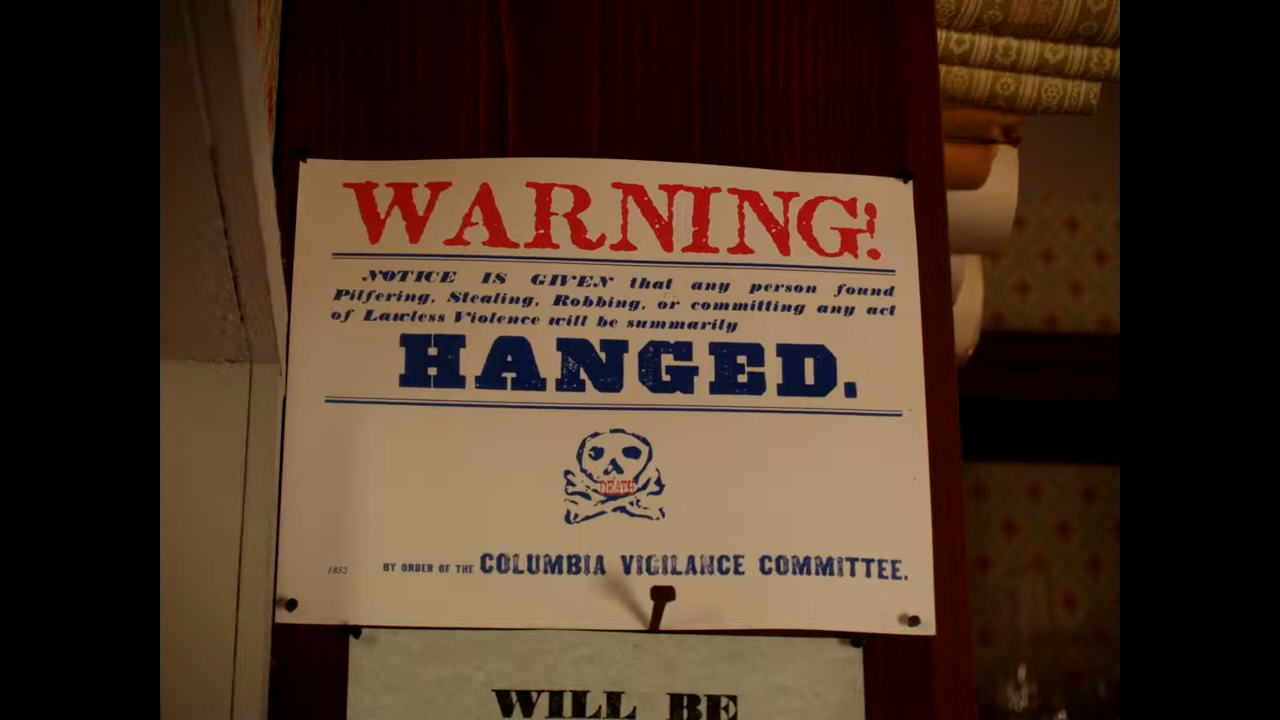 WARNING!
NOTICE IS GIVEN that any person found
Pilfering, Stealing, Robbing, or committing any act
of Lawless Violence will be summarily
HANGED.
DEATH
1852 BY ORDER OF THE COLUMBIA VIGILANCE COMMITTEE.
WILL BE